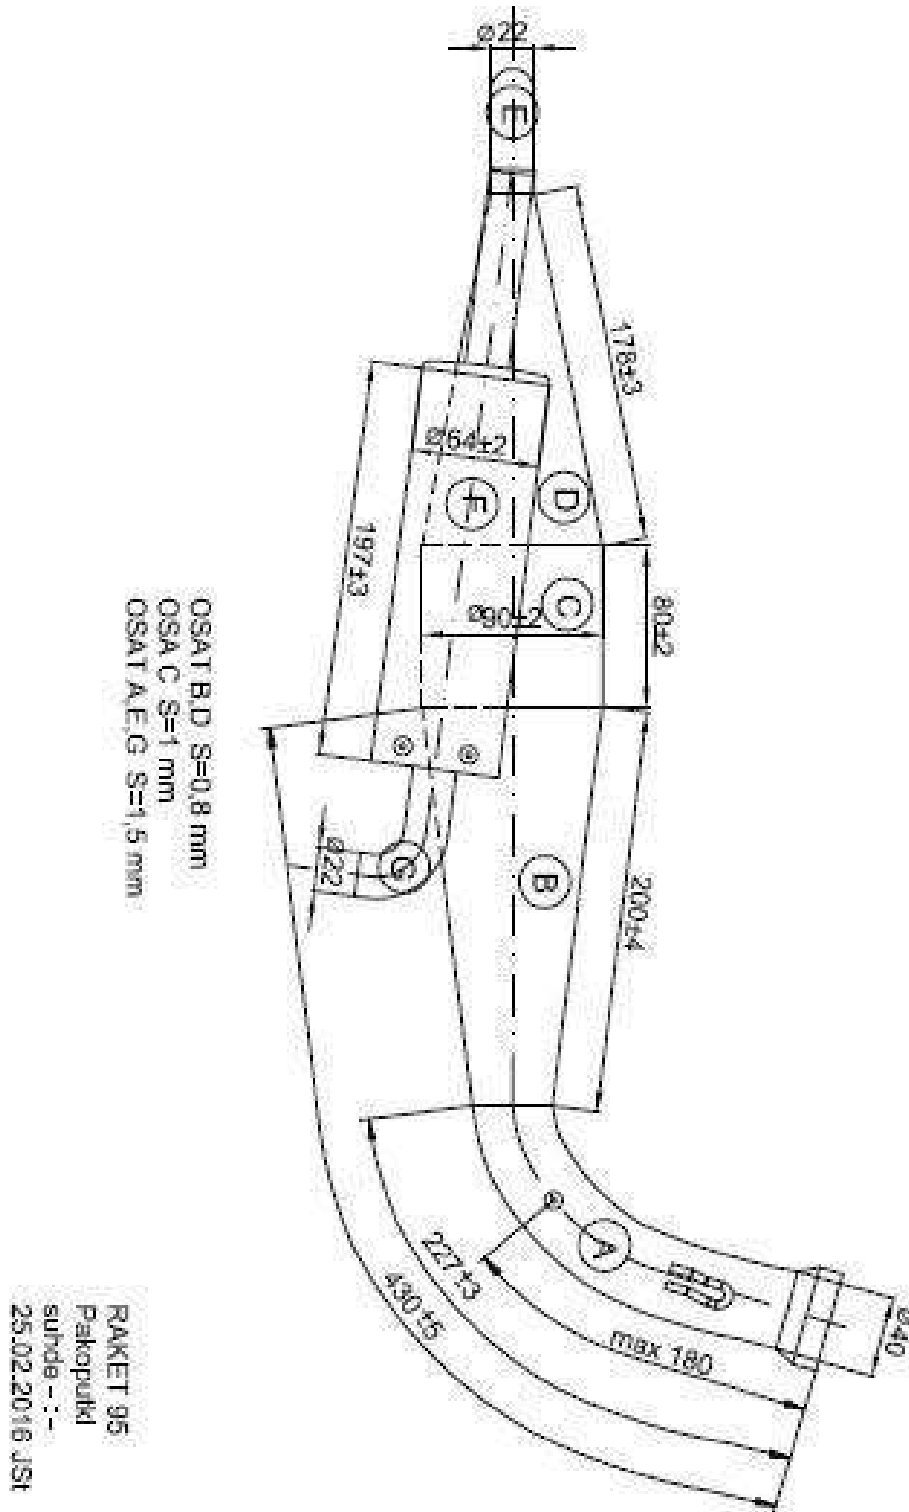 ø22
E
178±3
ø64±2
F
D
197±3
ø90±2
C
80±2
B
200±4
ø22
G
A
227±3
430±5
max 180
ø40
OSAT B,D S=0,8 mm
OSA C S=1 mm
OSAT A,E,G S=1,5 mm
RAKET 95
Pakoputki
suhde -:-
25.02.2016 JSt